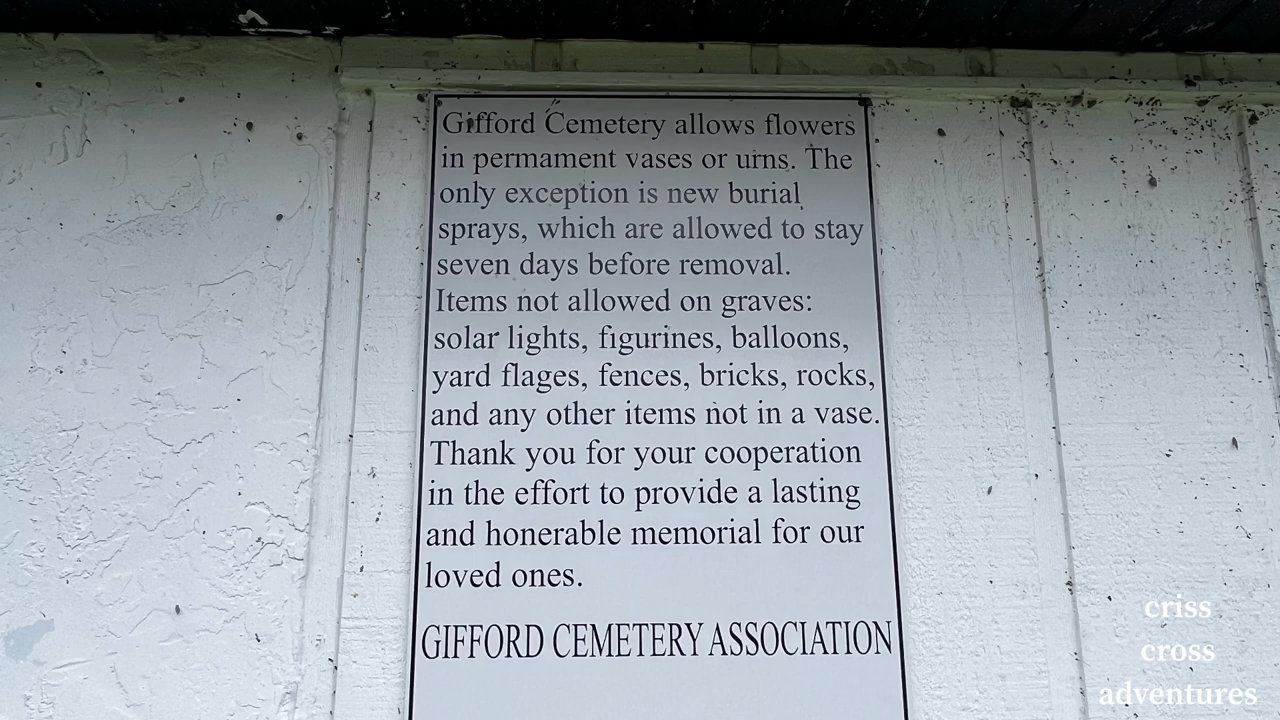 Gifford Cemetery allows flowers
in permament vases or urns. The
only exception is new burial
sprays, which are allowed to stay
seven days before removal.
Items not allowed on graves:
solar lights, figurines, balloons,
yard flages, fences, bricks, rocks,
and any other items not in a vase.
Thank you for your cooperation
in the effort to provide a lasting
and honerable memorial for our
loved ones.
GIFFORD CEMETERY ASSOCIATION
criss
cross
adventures